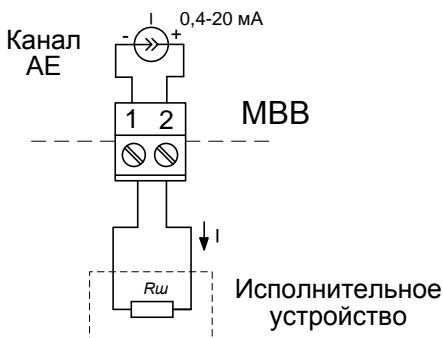 I 0,4-20 мА
Канал
АЕ
- +
1 2
МВВ
I
Rш
Исполнительное
устройство